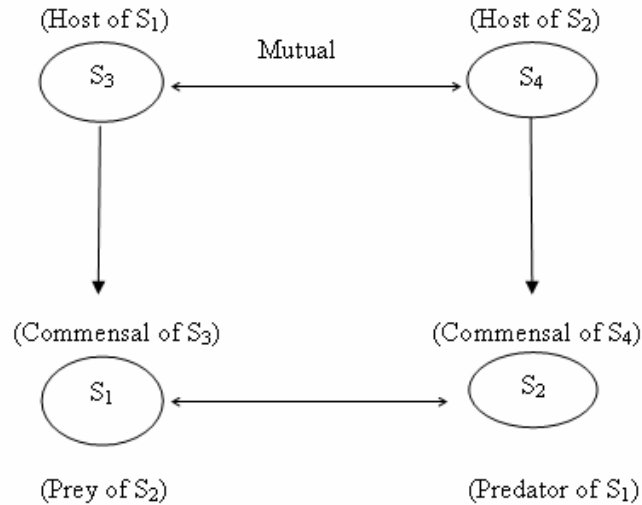 (Host of S₁) (Host of S₂)
Mutual
S₃ S₄
(Commensal of S₃) (Commensal of S₄)
S₁ S₂
(Prey of S₂) (Predator of S₁)